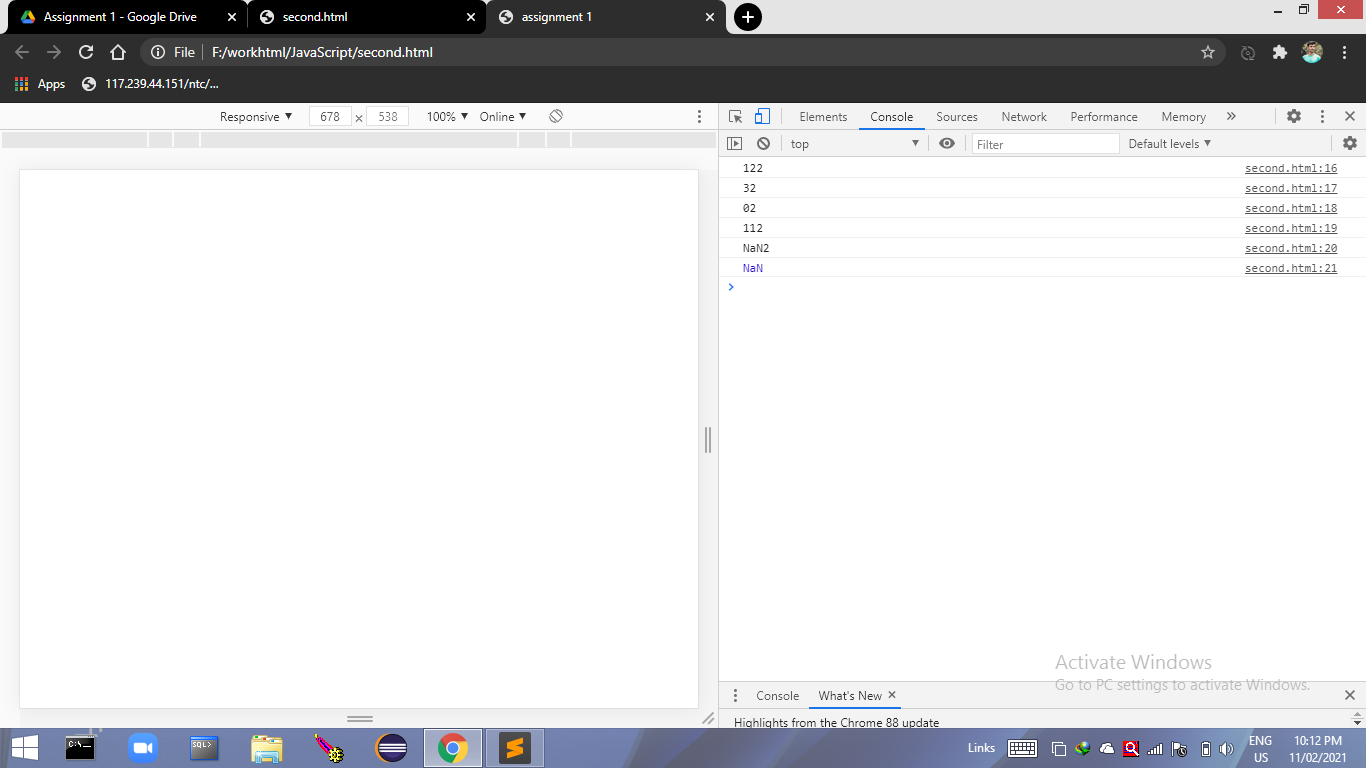 Assignment 1 - Google Drive
second.html
assignment 1
File
F:/workhtml/JavaScript/second.html
Apps
117.239.44.151/ntc/...
Responsive ▼ 678 × 538 100% ▼ Online ▼
Elements Console Sources Network Performance Memory »
top ▼ Filter Default levels ▼
122 second.html:16
32 second.html:17
02 second.html:18
112 second.html:19
NaN2 second.html:20
NaN second.html:21
Activate Windows
Go to PC settings to activate Windows.
Console What's New ×
Highlights from the Chrome 88 update
C:\_
SQL>
Links
ENG
US
10:12 PM
11/02/2021